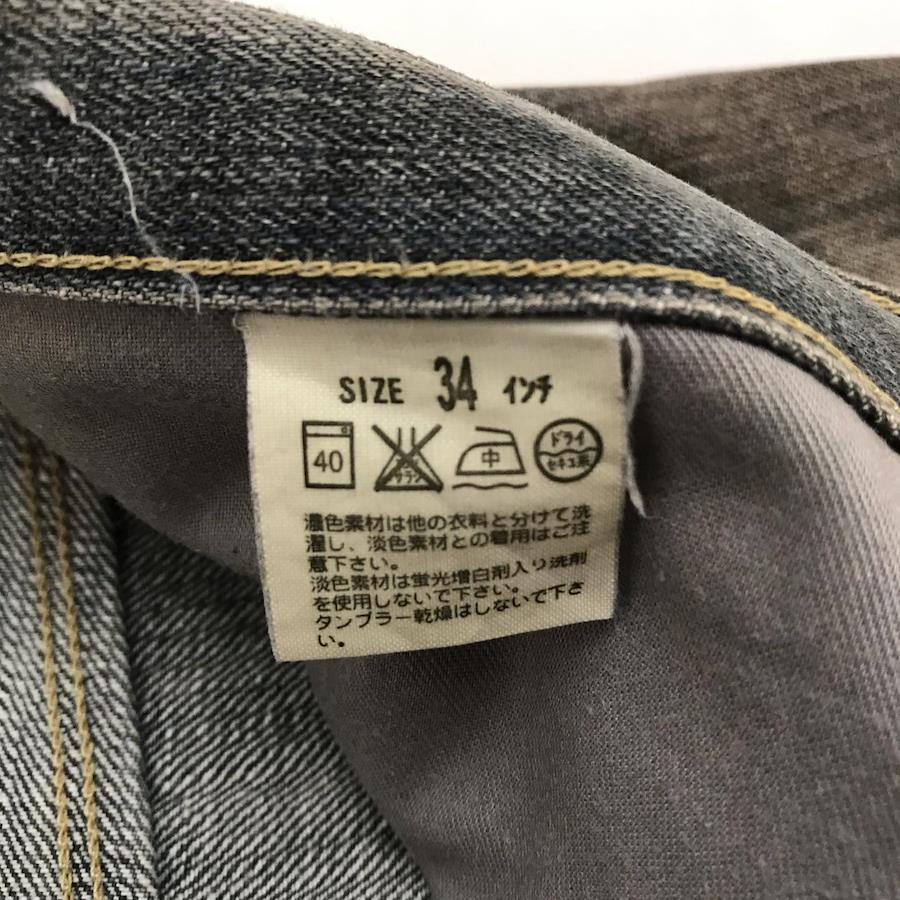 SIZE 34 インチ
40 エンソ サラシ 中 ドライ セキユ系
濃色素材は他の衣料と分けて洗
濯し、淡色素材との着用はご注
意下さい。
淡色素材は蛍光増白剤入り洗剤
を使用しないで下さい。
タンブラー乾燥はしないで下さ
い。